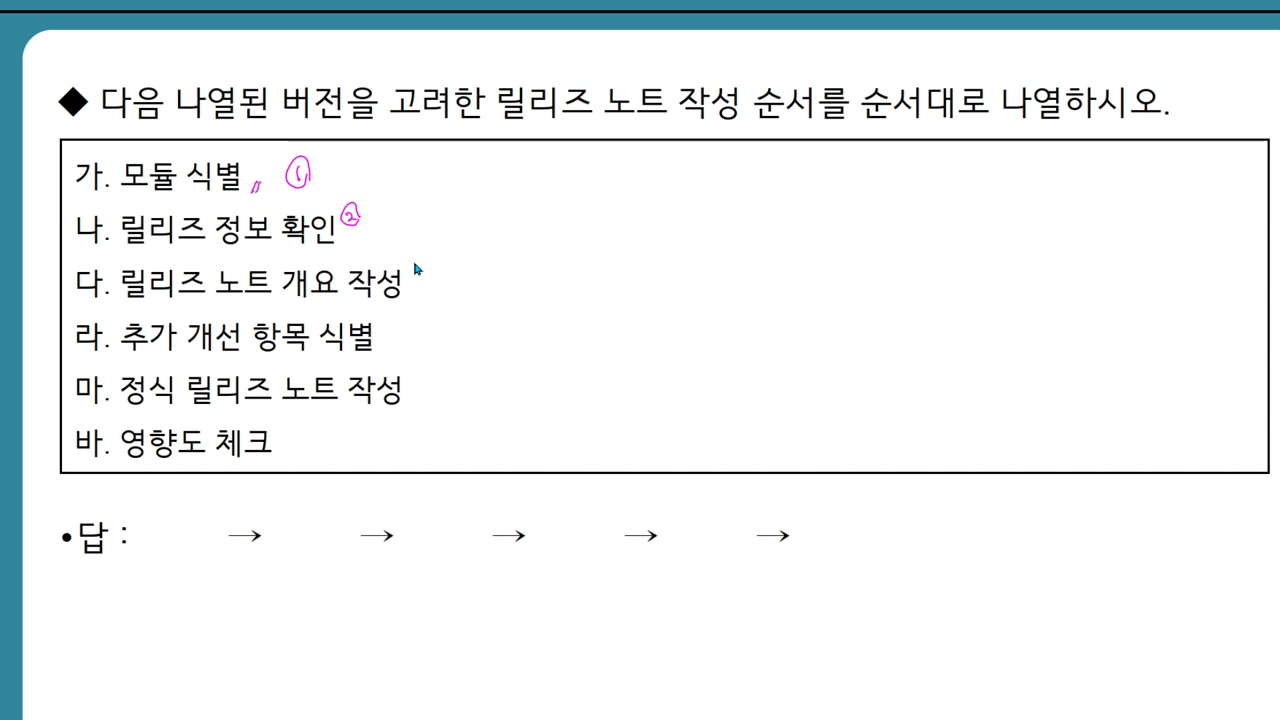 ◆ 다음 나열된 버전을 고려한 릴리즈 노트 작성 순서를 순서대로 나열하시오.
가. 모듈 식별 ①
나. 릴리즈 정보 확인 ②
다. 릴리즈 노트 개요 작성
라. 추가 개선 항목 식별
마. 정식 릴리즈 노트 작성
바. 영향도 체크
•답 : → → → → →